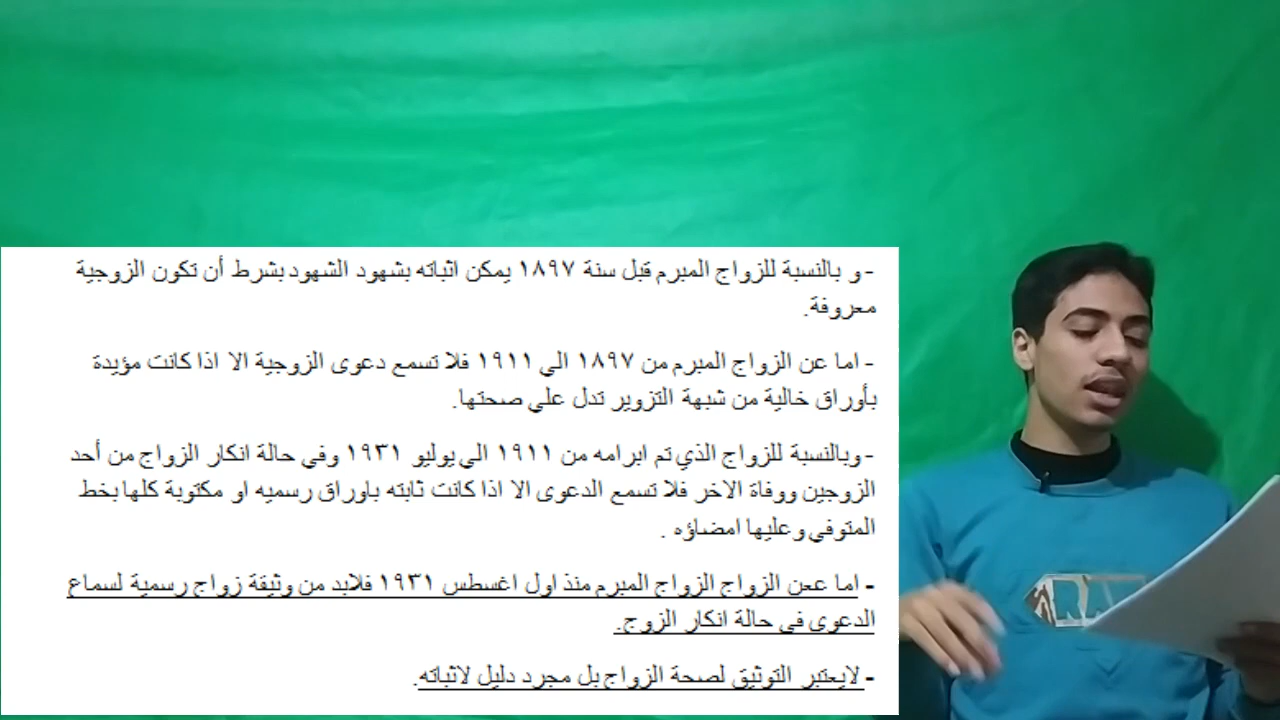 - و بالنسبة للزواج المبرم قبل سنة ١٨٩٧ يمكن اثباته بشهود الشهود بشرط أن تكون الزوجية
معروفة.
- اما عن الزواج المبرم من ١٨٩٧ الي ١٩١١ فلا تسمع دعوى الزوجية الا اذا كانت مؤيدة
بأوراق خالية من شبهة التزوير تدل علي صحتها.
- وبالنسبة للزواج الذي تم ابرامه من ١٩١١ الي يوليو ١٩٣١ وفي حالة انكار الزواج من أحد
الزوجين ووفاة الاخر فلا تسمع الدعوى الا اذا كانت ثابته باوراق رسميه او مكتوبة كلها بخط
المتوفي وعليها امضاؤه .
- اما ععن الزواج الزواج المبرم منذ اول اغسطس ١٩٣١ فلابد من وثيقة زواج رسمية لسماع
الدعوى في حالة انكار الزوج.
- لايعتبر التوثيق لصحة الزواج بل مجرد دليل لاثباته.